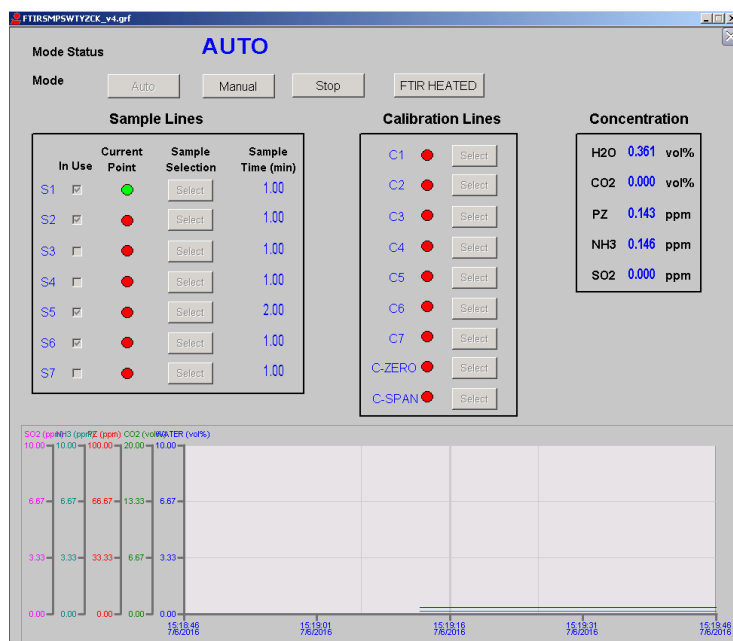 FTIRSMPSWTY2CK_v4.grf
Mode Status AUTO
Mode Auto Manual Stop FTIR HEATED
Sample Lines Calibration Lines Concentration
In Use Current Point Sample Selection Sample Time (min)
S1 Select 1.00
S2 Select 1.00
S3 Select 1.00
S4 Select 1.00
S5 Select 2.00
S6 Select 1.00
S7 Select 1.00
C1 Select
C2 Select
C3 Select
C4 Select
C5 Select
C6 Select
C7 Select
C-ZERO Select
C-SPAN Select
H2O 0.361 vol%
CO2 0.000 vol%
PZ 0.143 ppm
NH3 0.146 ppm
SO2 0.000 ppm
SO2 (ppm) NH3 (ppm) PZ (ppm) CO2 (vol%) WATER (vol%)
10.00 10.00 100.00 20.00 10.00
6.67 6.67 66.67 13.33 6.67
3.33 3.33 33.33 6.67 3.33
0.00 0.00 0.00 0.00 0.00
15:18:46 15:19:01 15:19:16 15:19:31 15:19:46
7/6/2016 7/6/2016 7/6/2016 7/6/2016 7/6/2016